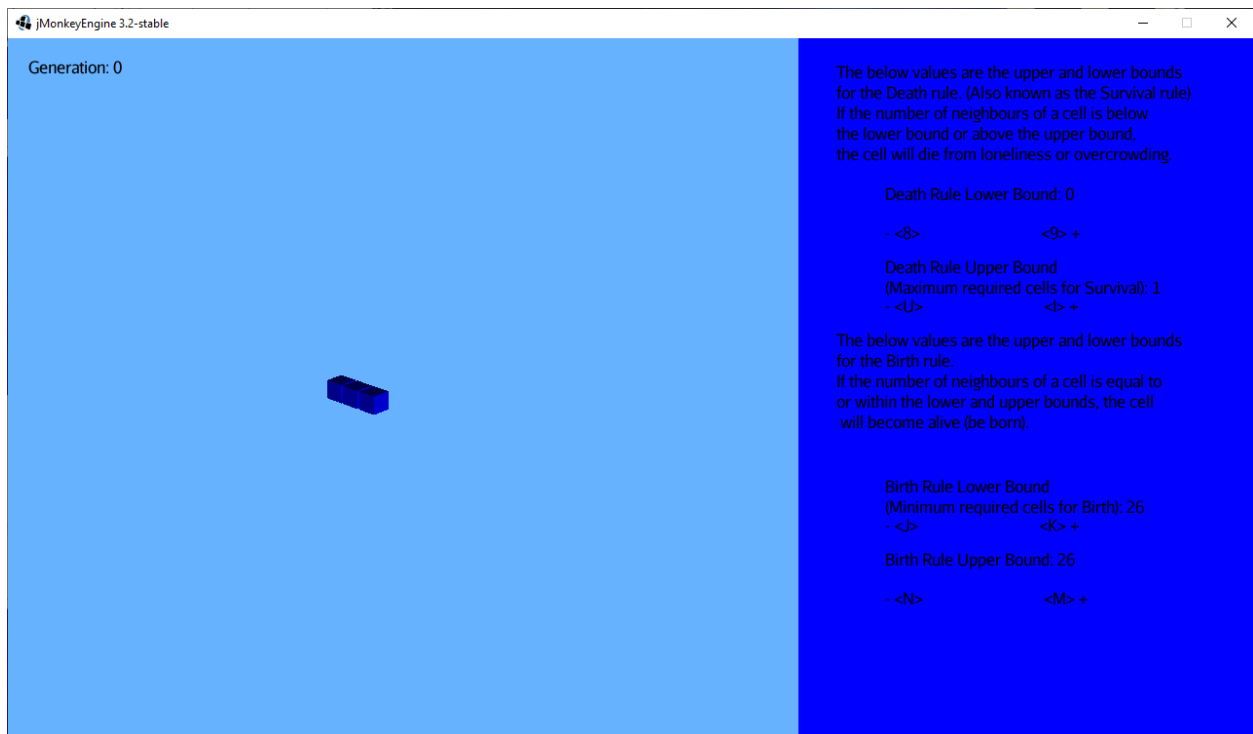 jMonkeyEngine 3.2-stable
Generation: 0
The below values are the upper and lower bounds
for the Death rule. (Also known as the Survival rule)
If the number of neighbours of a cell is below
the lower bound or above the upper bound,
the cell will die from loneliness or overcrowding.
Death Rule Lower Bound: 0
- <8> <9> +
Death Rule Upper Bound
(Maximum required cells for Survival): 1
- <U> <I> +
The below values are the upper and lower bounds
for the Birth rule.
If the number of neighbours of a cell is equal to
or within the lower and upper bounds, the cell
will become alive (be born).
Birth Rule Lower Bound
(Minimum required cells for Birth): 26
- <J> <K> +
Birth Rule Upper Bound: 26
- <N> <M> +